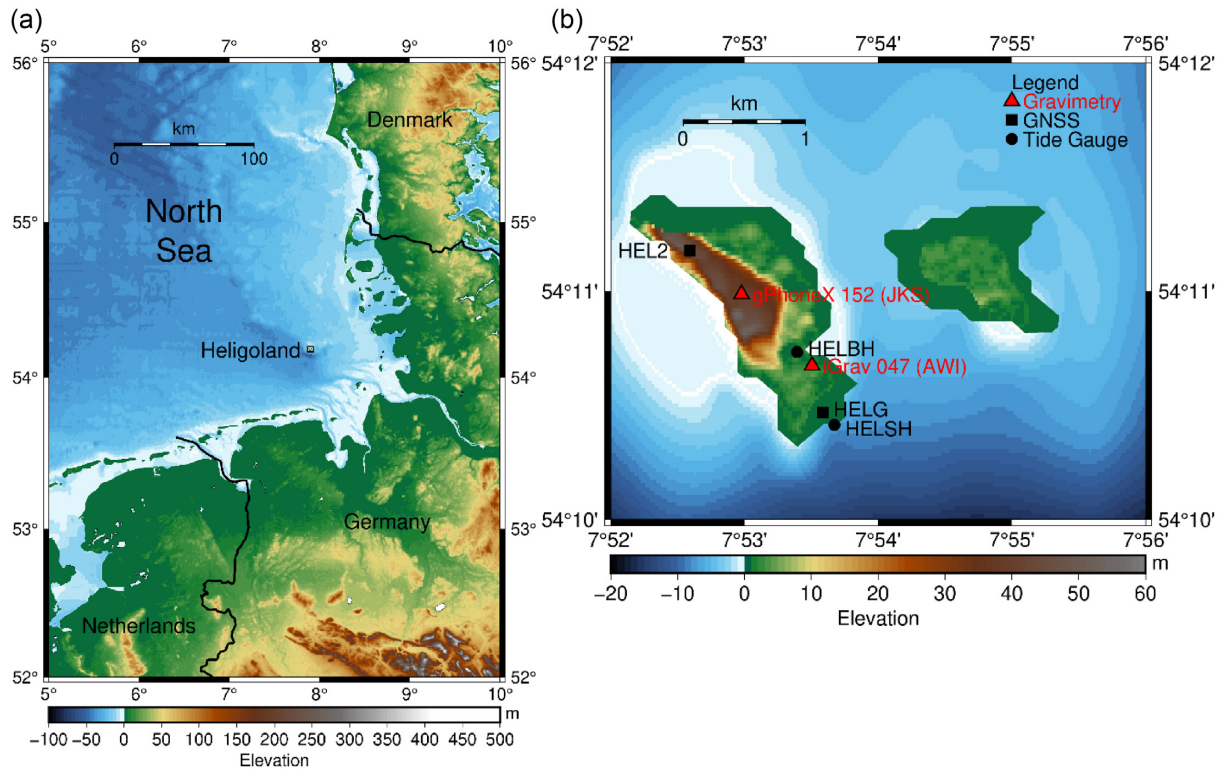 (a)
5° 6° 7° 8° 9° 10°
56° 56°
Denmark
km
0 100
North
Sea
55° 55°
Heligoland
54° 54°
53° 53°
Germany
Netherlands
52° 52°
5° 6° 7° 8° 9° 10°
m
−100 −50 0 50 100 150 200 250 300 350 400 450 500
Elevation
(b)
7°52' 7°53' 7°54' 7°55' 7°56'
54°12' 54°12'
Legend
Gravimetry
GNSS
Tide Gauge
km
0 1
HEL2
54°11' 54°11'
gPhoneX 152 (JKS)
HELBH
iGrav 047 (AWI)
HELG
HELSH
54°10' 54°10'
7°52' 7°53' 7°54' 7°55' 7°56'
m
−20 −10 0 10 20 30 40 50 60
Elevation